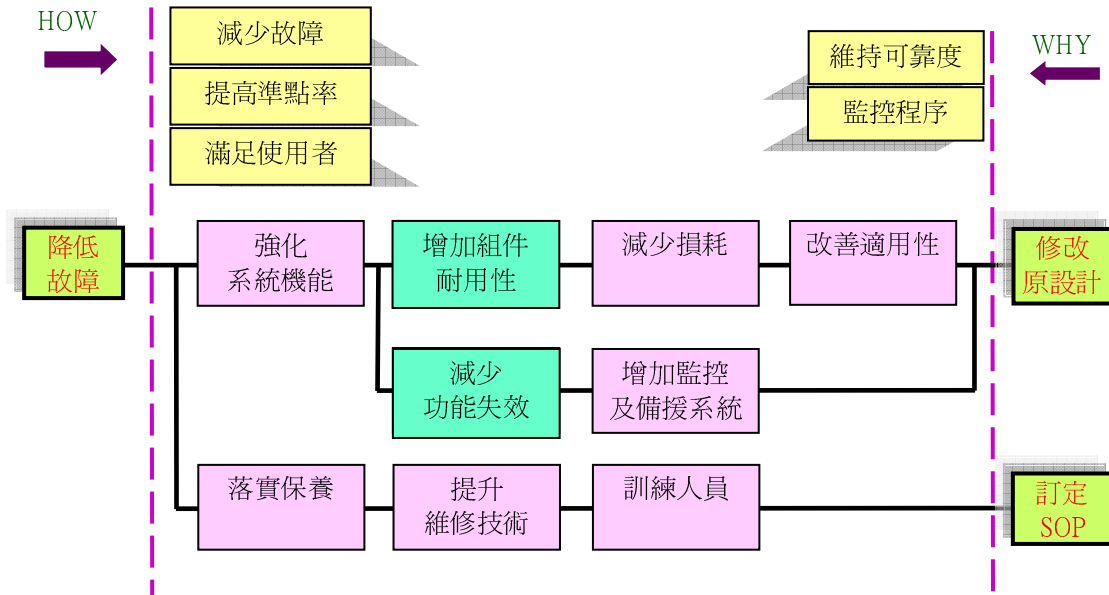 HOW
減少故障
提高準點率
滿足使用者
WHY
維持可靠度
監控程序
降低
故障
強化
系統機能
增加組件
耐用性
減少損耗
改善適用性
修改
原設計
減少
功能失效
增加監控
及備援系統
落實保養
提升
維修技術
訓練人員
訂定
SOP